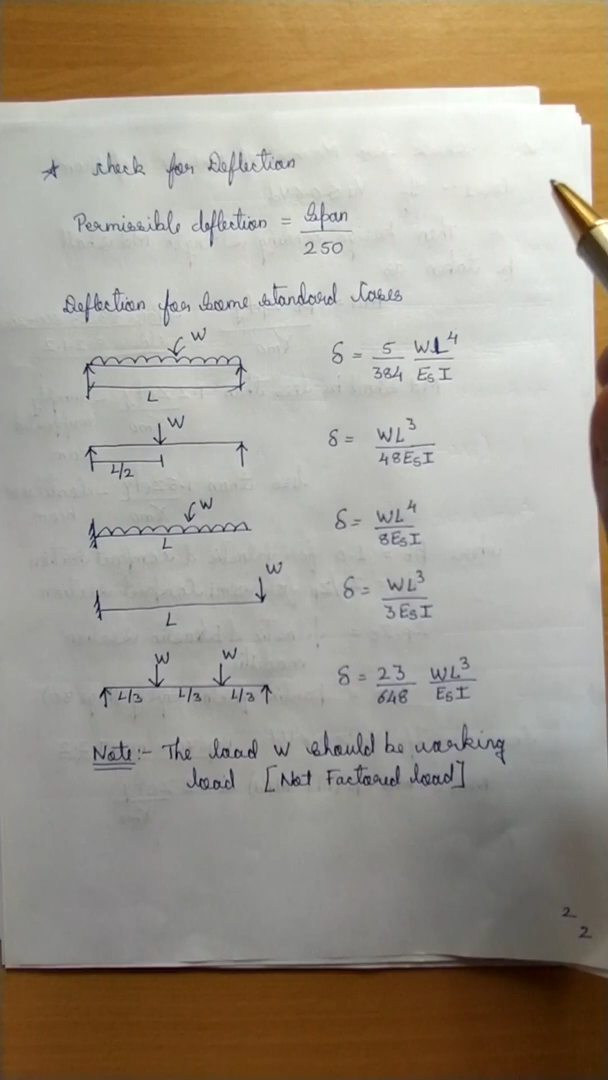 * Check for Deflection
Permissible deflection = Span
250
Deflection for Some standard Cases
W
L
δ = 5/384 WL⁴/EsI
W
L/2
δ = WL³/48EsI
W
L
δ = WL⁴/8EsI
W
L
δ = WL³/3EsI
W W
L/3 L/3 L/3
δ = 23/648 WL³/EsI
Note:- The load W should be working
load [Not Factored load]
2
2